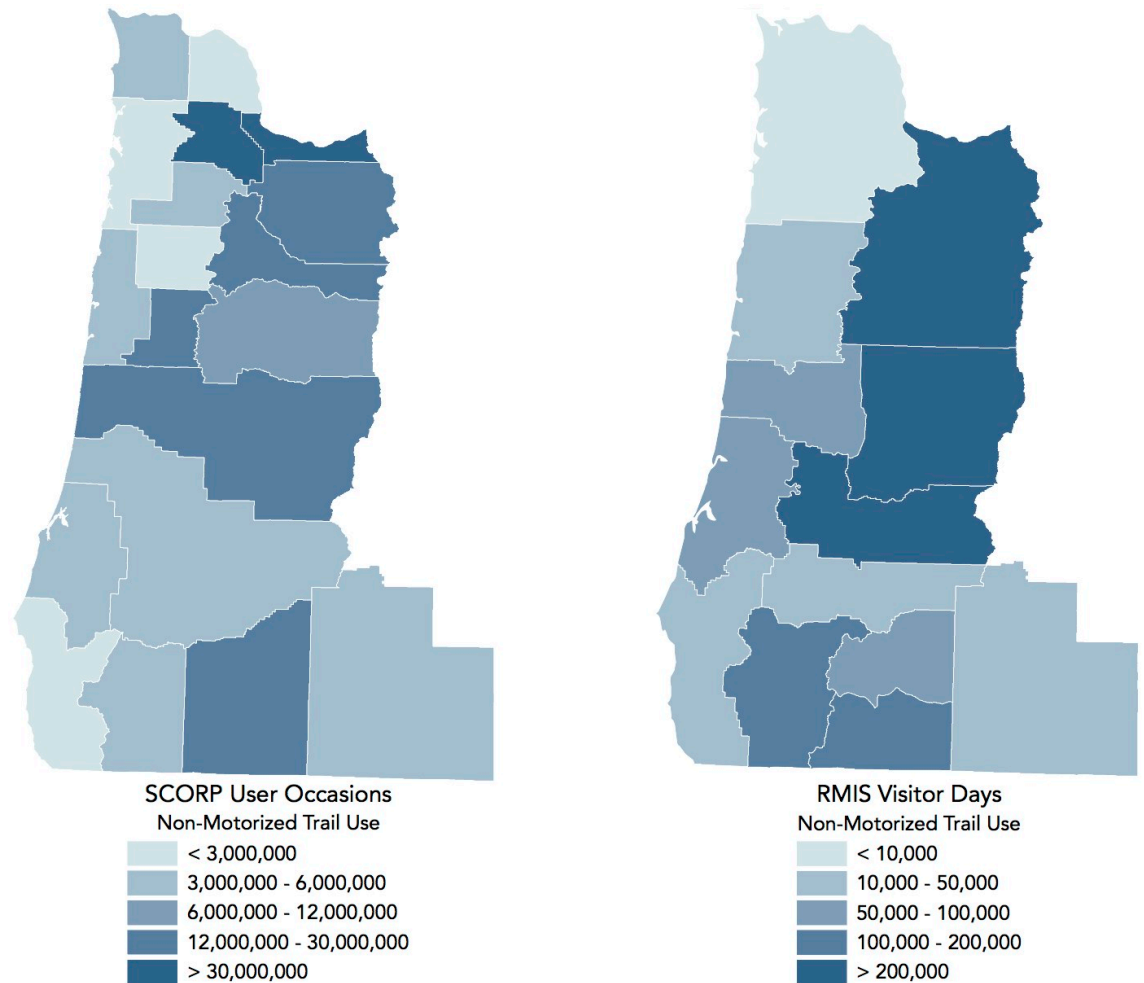 SCORP User Occasions
Non-Motorized Trail Use
< 3,000,000
3,000,000 - 6,000,000
6,000,000 - 12,000,000
12,000,000 - 30,000,000
> 30,000,000
RMIS Visitor Days
Non-Motorized Trail Use
< 10,000
10,000 - 50,000
50,000 - 100,000
100,000 - 200,000
> 200,000